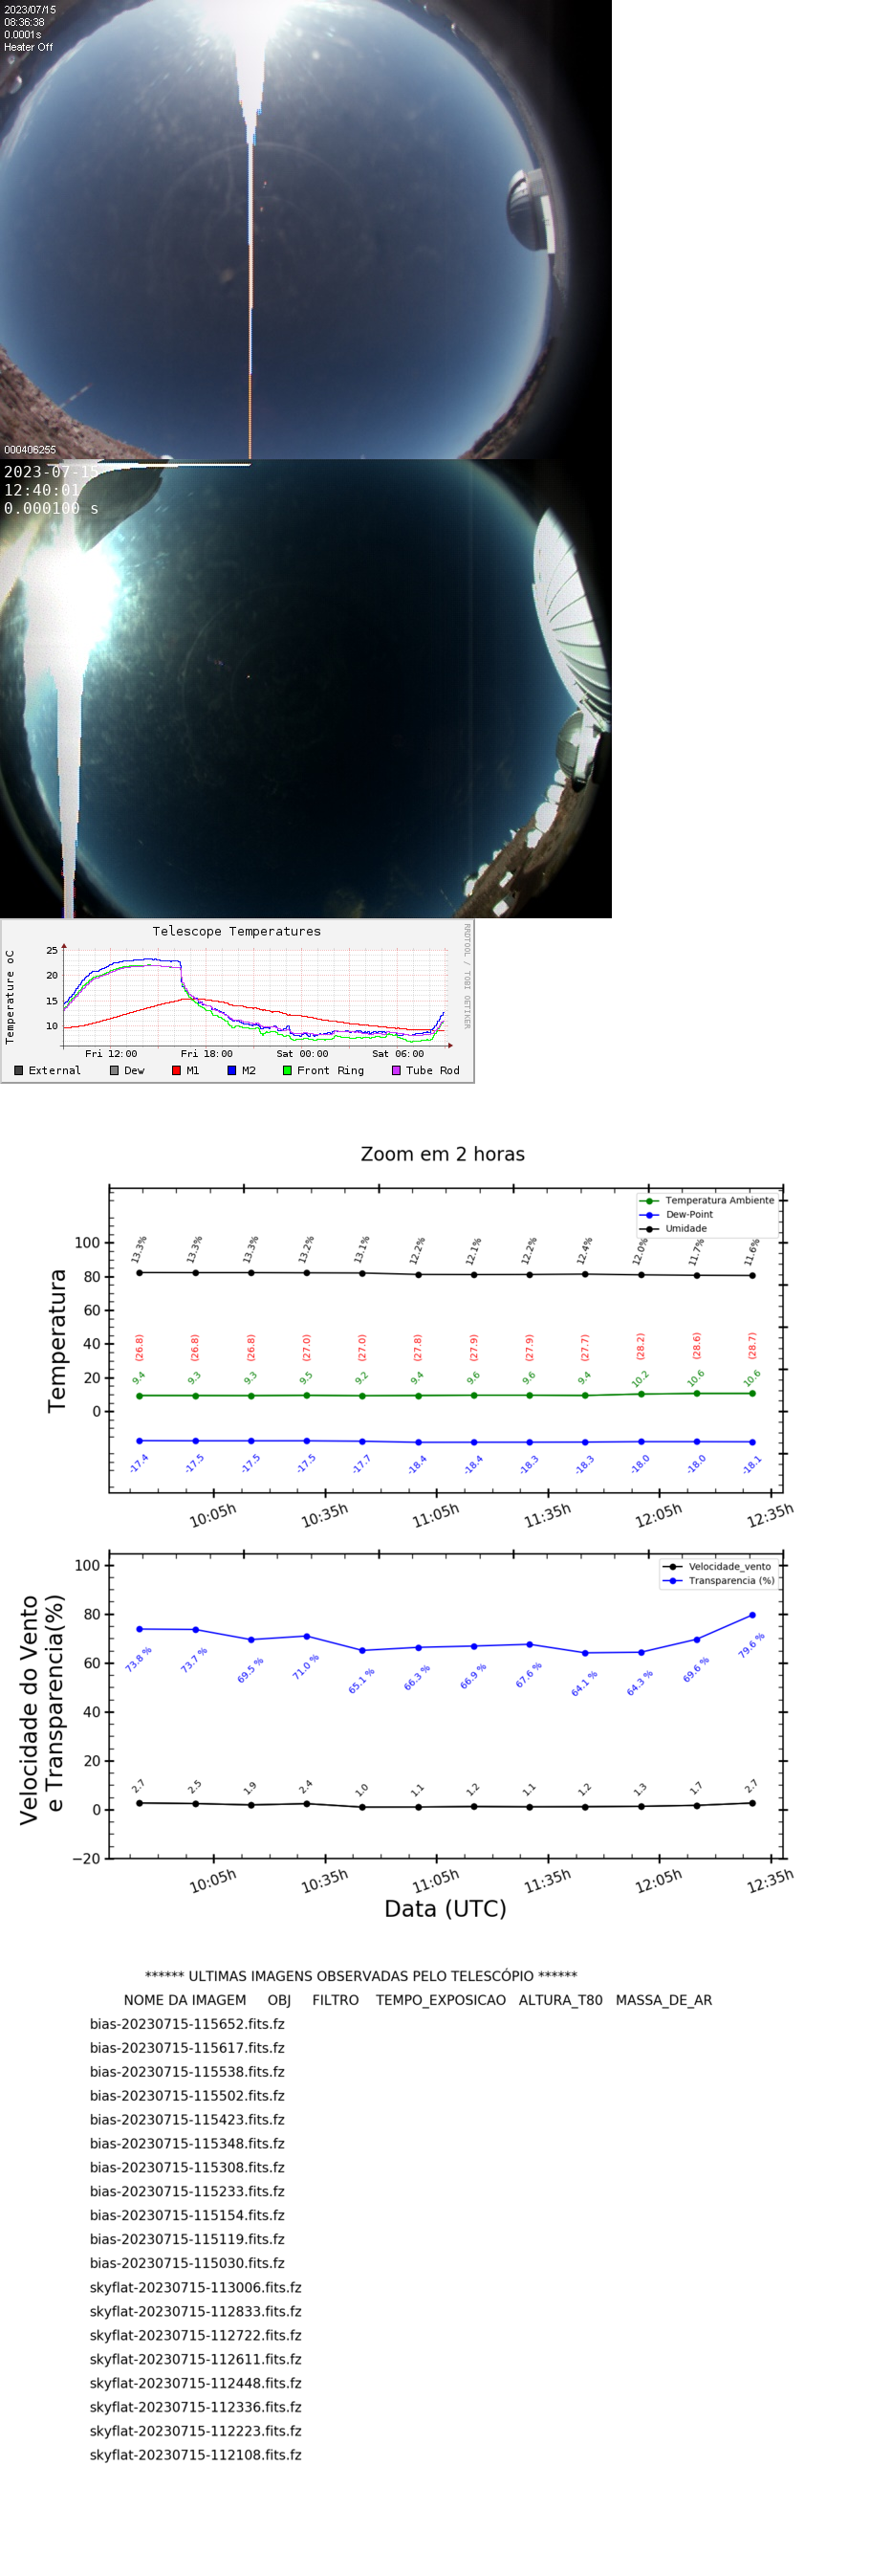 2023/07/15
08:36:38
0.0001s
Heater Off
000406255
2023-07-15
12:40:01
0.000100 s
Telescope Temperatures
RRDTOOL / TOBI OETIKER
Temperature oC
25
20
15
10
Fri 12:00 Fri 18:00 Sat 00:00 Sat 06:00
External Dew M1 M2 Front Ring Tube Rod
Zoom em 2 horas
Temperatura Ambiente
Dew-Point
Umidade
Temperatura
100
80
60
40
20
0
13.3% 13.3% 13.3% 13.2% 13.1% 12.2% 12.1% 12.2% 12.4% 12.0% 11.7% 11.6%
(26.8) (26.8) (26.8) (27.0) (27.0) (27.8) (27.9) (27.9) (27.7) (28.2) (28.6) (28.7)
9.4 9.3 9.3 9.5 9.2 9.4 9.6 9.6 9.4 10.2 10.6 10.6
-17.4 -17.5 -17.5 -17.5 -17.7 -18.4 -18.4 -18.3 -18.3 -18.0 -18.0 -18.1
10:05h 10:35h 11:05h 11:35h 12:05h 12:35h
Velocidade_vento
Transparencia (%)
Velocidade do Vento
e Transparencia(%)
100
80
60
40
20
0
−20
73.8 % 73.7 % 69.5 % 71.0 % 65.1 % 66.3 % 66.9 % 67.6 % 64.1 % 64.3 % 69.6 % 79.6 %
2.7 2.5 1.9 2.4 1.0 1.1 1.2 1.1 1.2 1.3 1.7 2.7
10:05h 10:35h 11:05h 11:35h 12:05h 12:35h
Data (UTC)
****** ULTIMAS IMAGENS OBSERVADAS PELO TELESCÓPIO ******
NOME DA IMAGEM OBJ FILTRO TEMPO_EXPOSICAO ALTURA_T80 MASSA_DE_AR
bias-20230715-115652.fits.fz
bias-20230715-115617.fits.fz
bias-20230715-115538.fits.fz
bias-20230715-115502.fits.fz
bias-20230715-115423.fits.fz
bias-20230715-115348.fits.fz
bias-20230715-115308.fits.fz
bias-20230715-115233.fits.fz
bias-20230715-115154.fits.fz
bias-20230715-115119.fits.fz
bias-20230715-115030.fits.fz
skyflat-20230715-113006.fits.fz
skyflat-20230715-112833.fits.fz
skyflat-20230715-112722.fits.fz
skyflat-20230715-112611.fits.fz
skyflat-20230715-112448.fits.fz
skyflat-20230715-112336.fits.fz
skyflat-20230715-112223.fits.fz
skyflat-20230715-112108.fits.fz